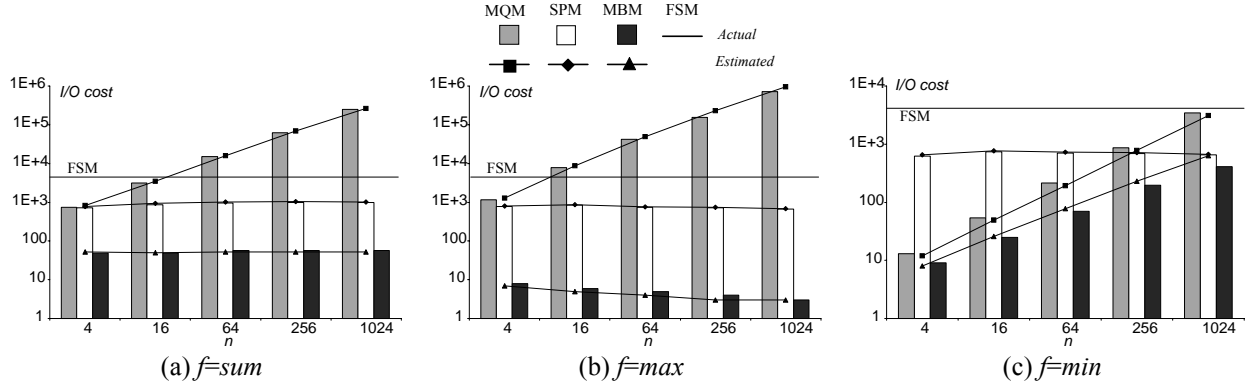 MQM SPM MBM FSM
Actual
Estimated
I/O cost
1E+6
1E+5
1E+4
1E+3
100
10
1
FSM
4 16 64 256 1024
n
(a) f=sum
I/O cost
1E+6
1E+5
1E+4
1E+3
100
10
1
FSM
4 16 64 256 1024
n
(b) f=max
I/O cost
1E+4
1E+3
100
10
1
FSM
4 16 64 256 1024
n
(c) f=min